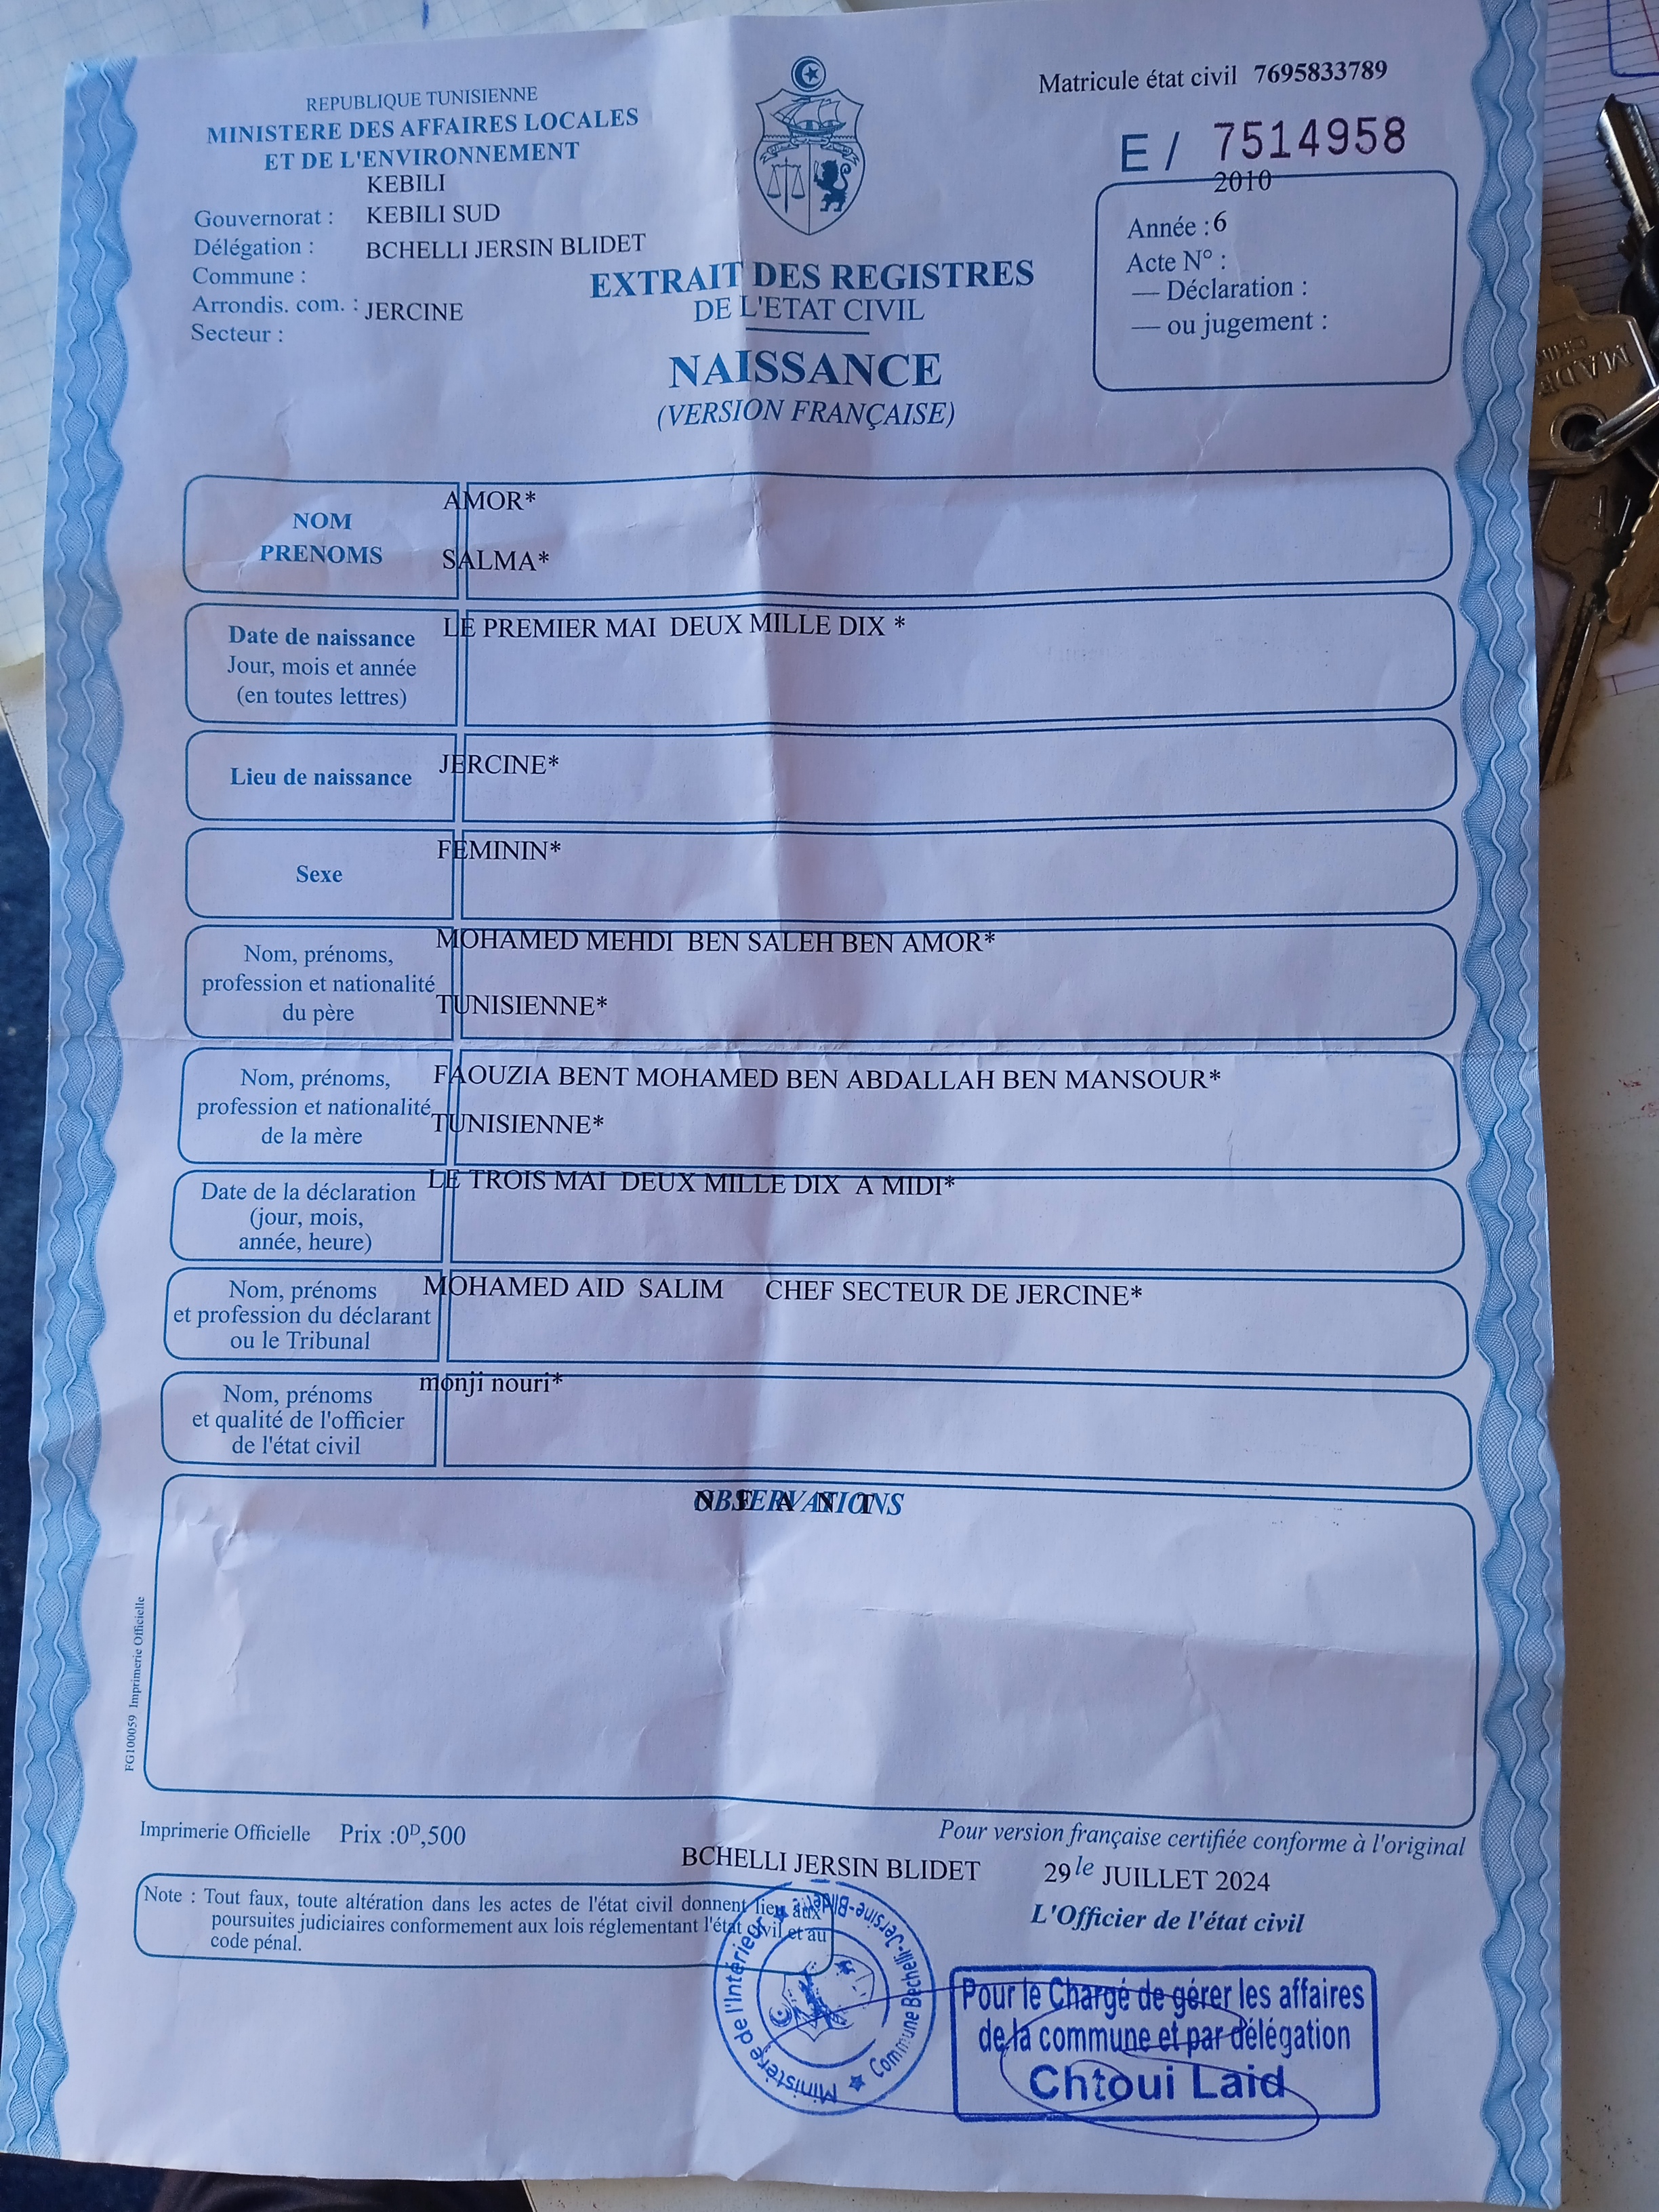 REPUBLIQUE TUNISIENNE
MINISTERE DES AFFAIRES LOCALES
ET DE L'ENVIRONNEMENT
KEBILI
Gouvernorat : KEBILI SUD
Délégation : BCHELLI JERSIN BLIDET
Commune :
Arrondis. com. : JERCINE
Secteur :
Matricule état civil 7695833789
E / 7514958
2010
Année : 6
Acte N° :
— Déclaration :
— ou jugement :
EXTRAIT DES REGISTRES
DE L'ETAT CIVIL
NAISSANCE
(VERSION FRANÇAISE)
NOM
PRENOMS
AMOR*
SALMA*
Date de naissance
Jour, mois et année
(en toutes lettres)
LE PREMIER MAI DEUX MILLE DIX *
Lieu de naissance
JERCINE*
Sexe
FEMININ*
Nom, prénoms,
profession et nationalité
du père
MOHAMED MEHDI BEN SALEH BEN AMOR*
TUNISIENNE*
Nom, prénoms,
profession et nationalité
de la mère
FAOUZIA BENT MOHAMED BEN ABDALLAH BEN MANSOUR*
TUNISIENNE*
Date de la déclaration
(jour, mois,
année, heure)
LE TROIS MAI DEUX MILLE DIX A MIDI*
Nom, prénoms
et profession du déclarant
ou le Tribunal
MOHAMED AID SALIM CHEF SECTEUR DE JERCINE*
Nom, prénoms
et qualité de l'officier
de l'état civil
monji nouri*
OBSERVATIONS
N E A N T
FG100059 Imprimerie Officielle
Imprimerie Officielle Prix :0D,500
Pour version française certifiée conforme à l'original
BCHELLI JERSIN BLIDET 29 le JUILLET 2024
L'Officier de l'état civil
Note : Tout faux, toute altération dans les actes de l'état civil donnent lieu aux
poursuites judiciaires conformement aux lois réglementant l'état civil et au
code pénal.
Ministère de l'Intérieur
Commune Bechelli-Jersine-Blidet
Pour le Chargé de gérer les affaires
de la commune et par délégation
Chtoui Laid
MADE